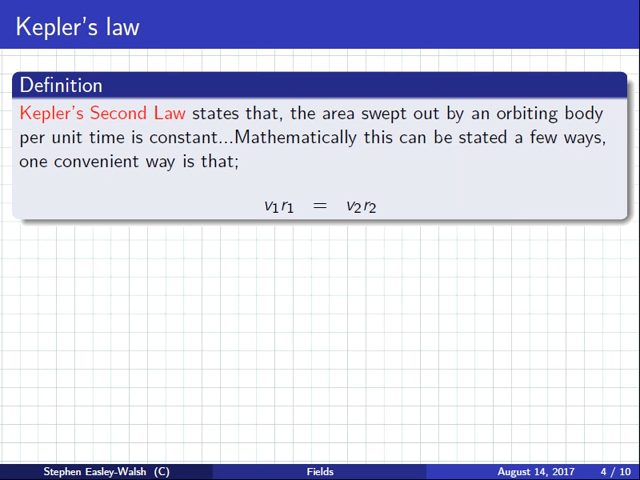 Kepler's law
Definition
Kepler's Second Law states that, the area swept out by an orbiting body
per unit time is constant...Mathematically this can be stated a few ways,
one convenient way is that;
v₁r₁ = v₂r₂
Stephen Easley-Walsh (C) Fields August 14, 2017 4 / 10